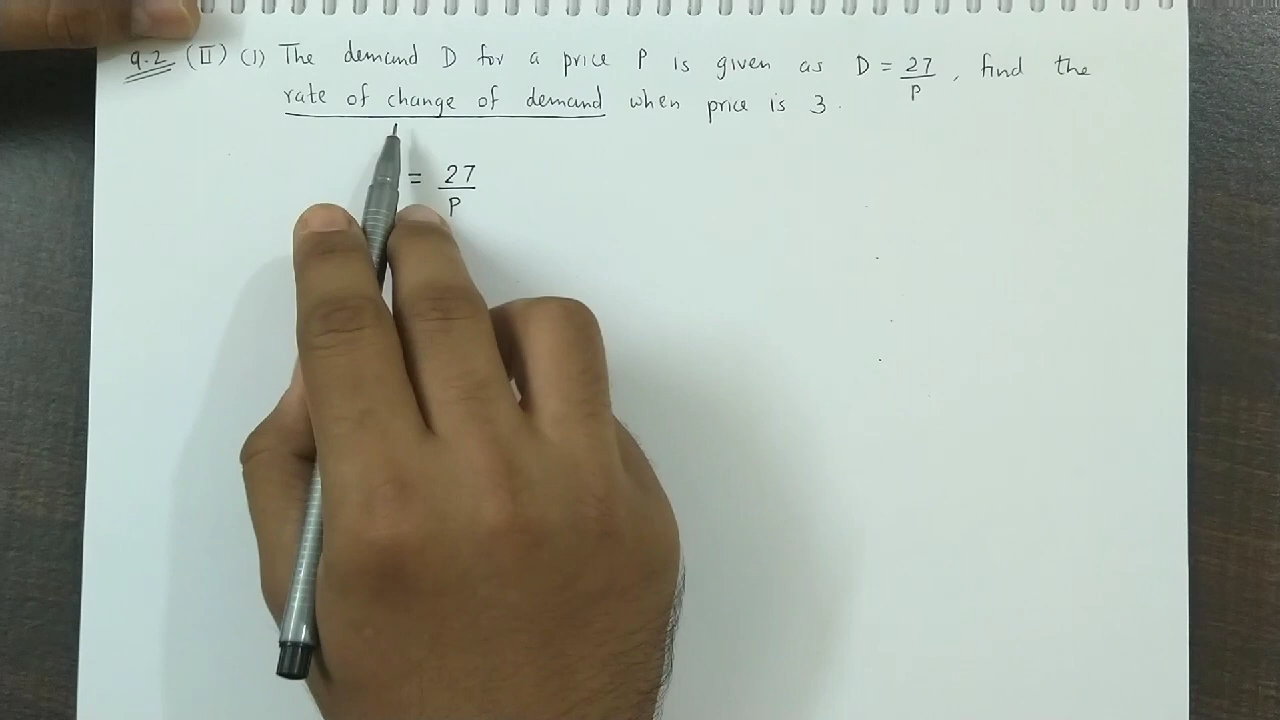 9.2 (II) (1) The demand D for a price P is given as D = 27/P, find the
rate of change of demand when price is 3.
= 27/P